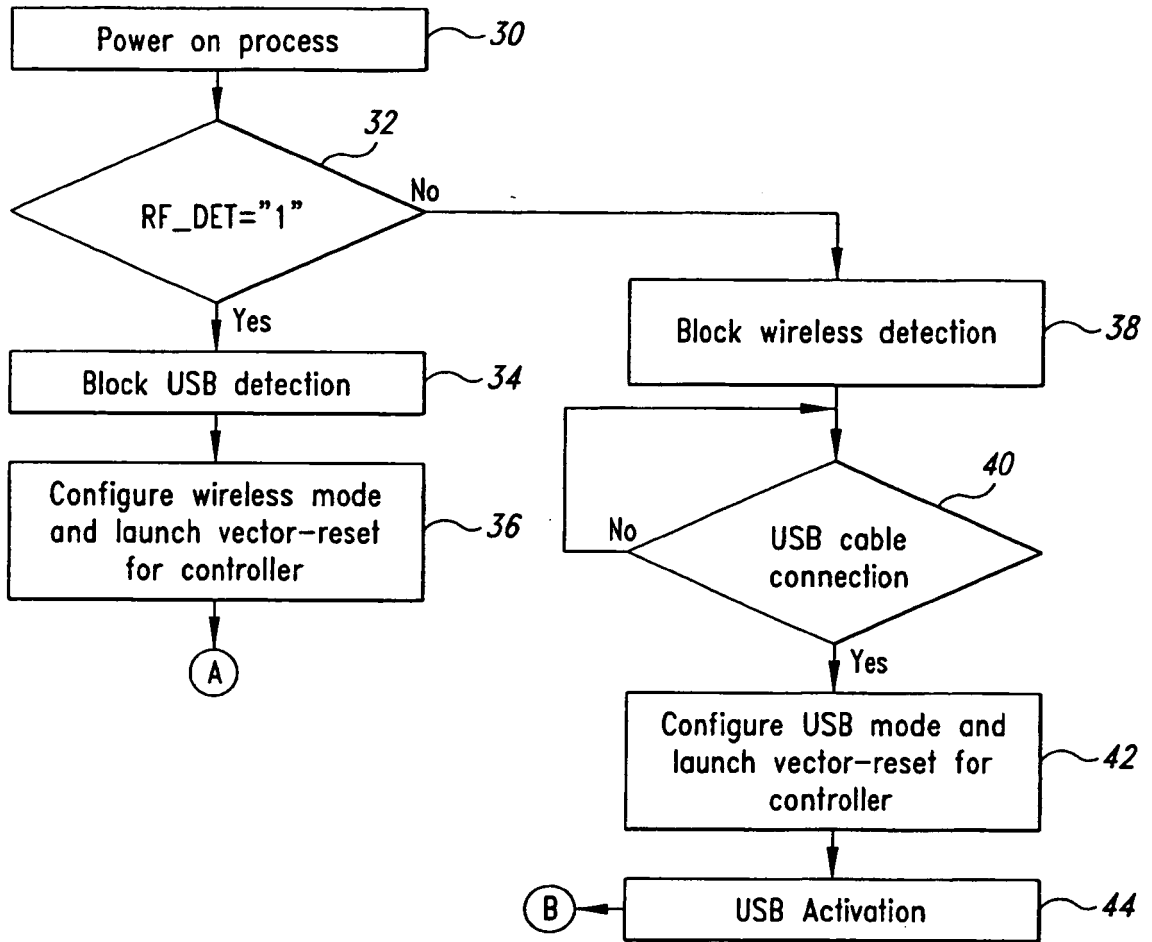 Power on process
30
32
RF_DET="1"
No
Yes
Block USB detection
34
Configure wireless mode
and launch vector-reset
for controller
36
A
Block wireless detection
38
40
USB cable
connection
No
Yes
Configure USB mode and
launch vector-reset for
controller
42
USB Activation
44
B